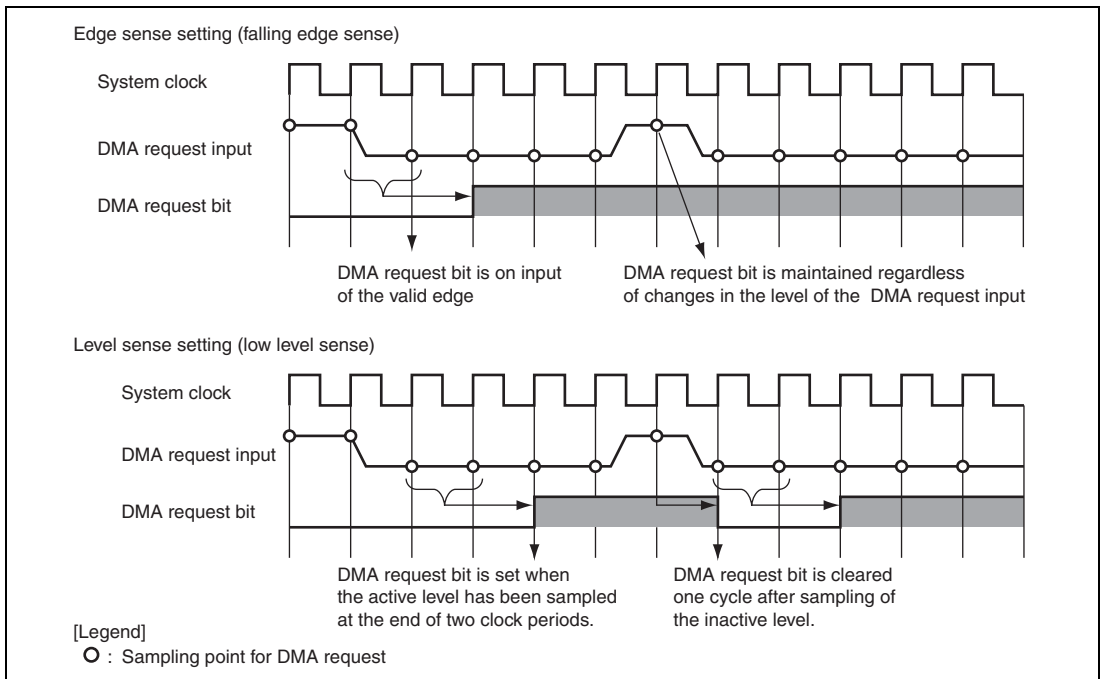 Edge sense setting (falling edge sense)
System clock
DMA request input
DMA request bit
DMA request bit is on input
of the valid edge
DMA request bit is maintained regardless
of changes in the level of the DMA request input
Level sense setting (low level sense)
System clock
DMA request input
DMA request bit
DMA request bit is set when
the active level has been sampled
at the end of two clock periods.
DMA request bit is cleared
one cycle after sampling of
the inactive level.
[Legend]
O : Sampling point for DMA request